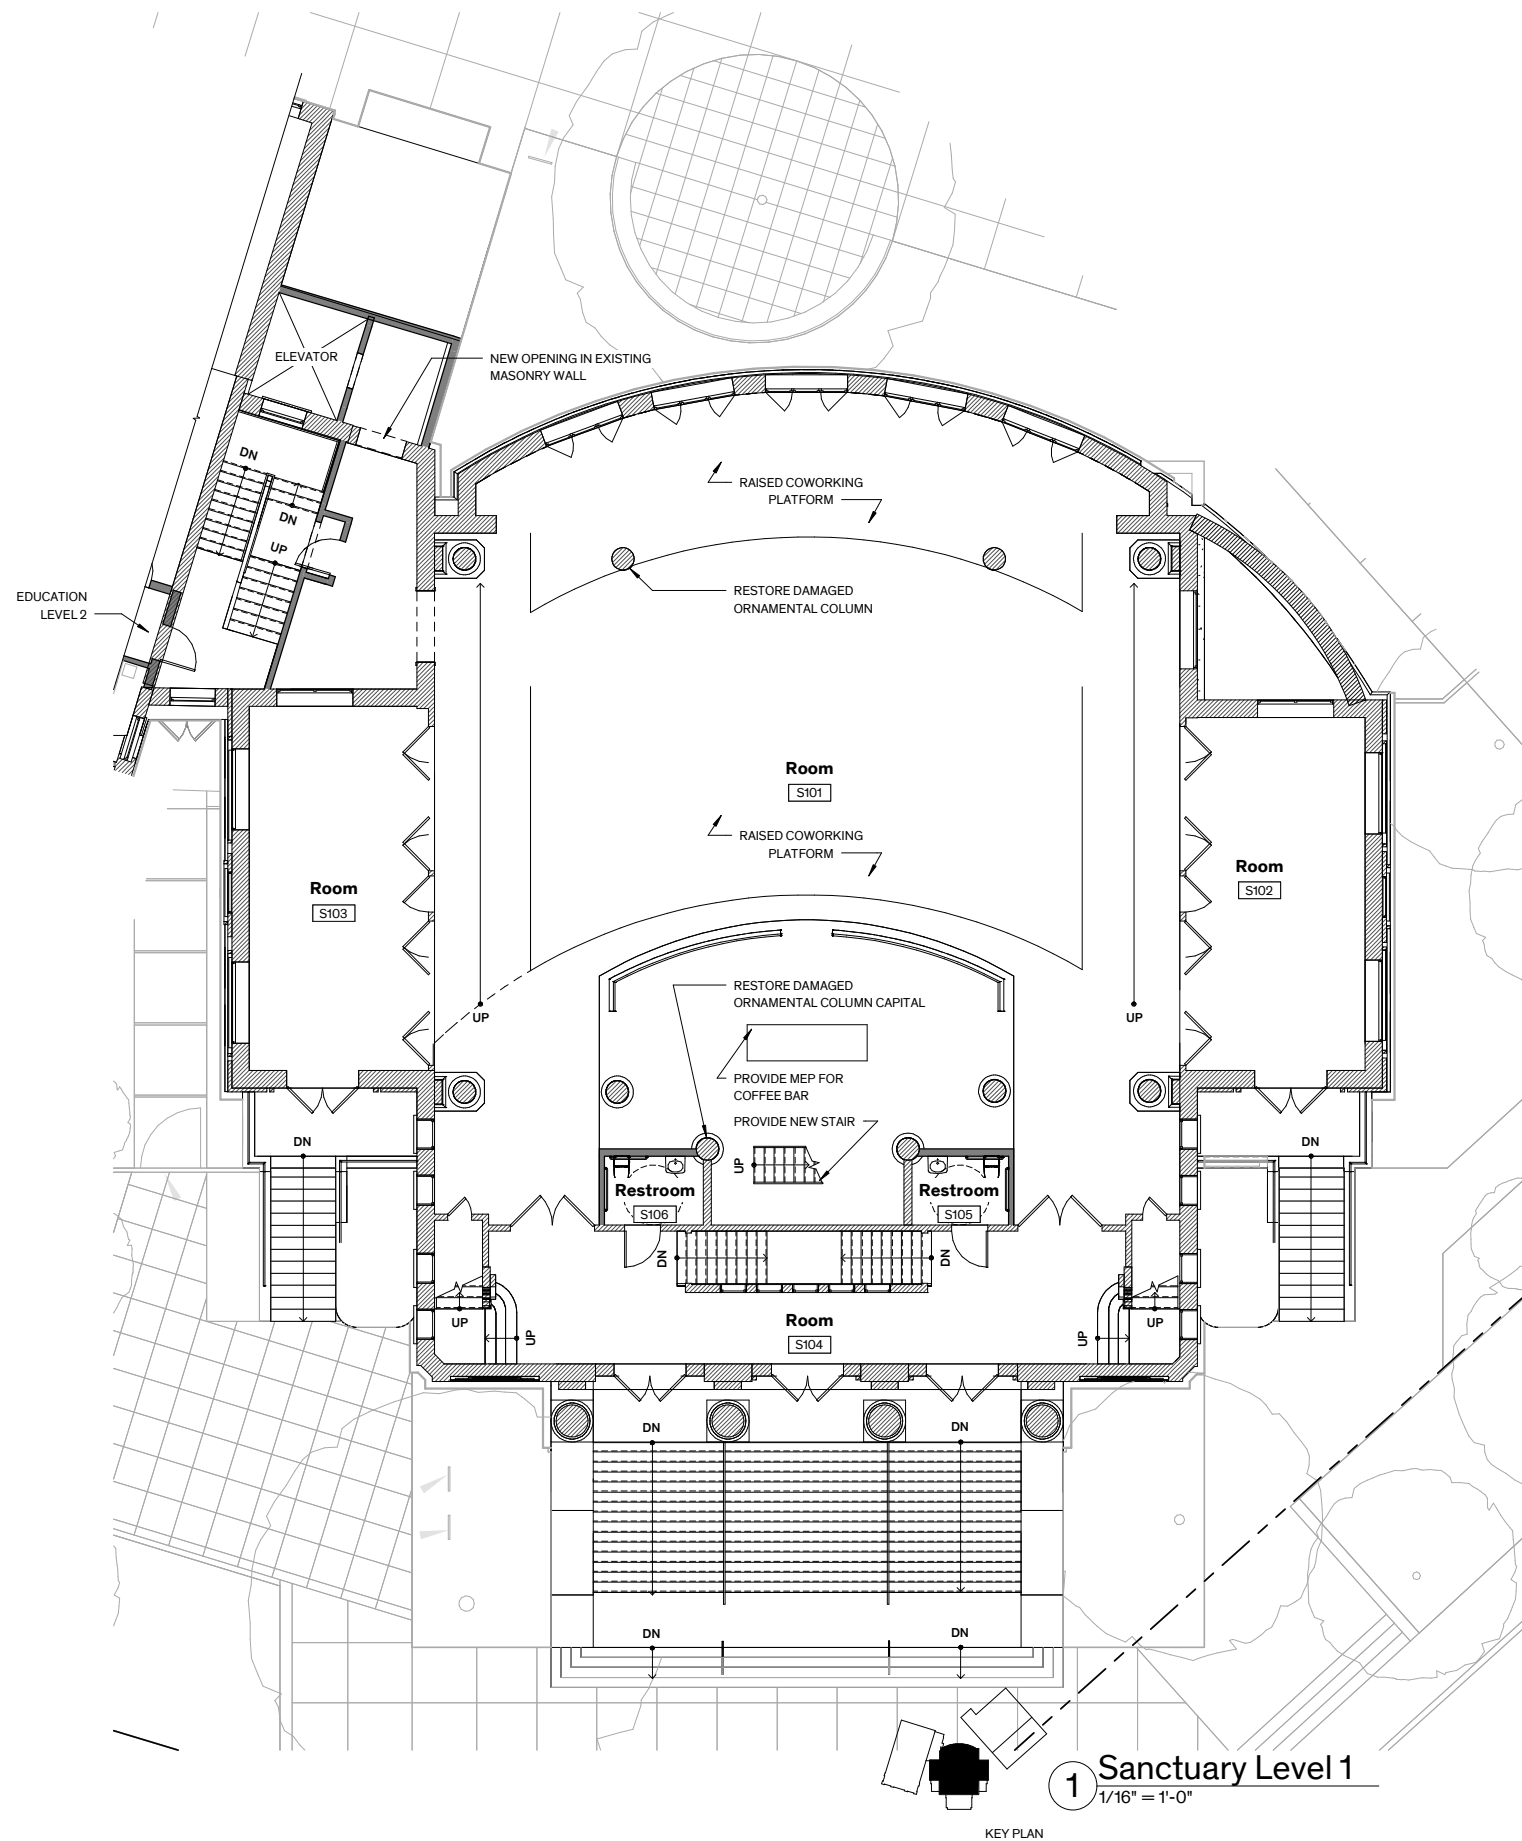 ELEVATOR
NEW OPENING IN EXISTING
MASONRY WALL
DN
DN
UP
RAISED COWORKING
PLATFORM
EDUCATION
LEVEL 2
RESTORE DAMAGED
ORNAMENTAL COLUMN
Room
S101
RAISED COWORKING
PLATFORM
Room
S103
Room
S102
RESTORE DAMAGED
ORNAMENTAL COLUMN CAPITAL
UP
UP
PROVIDE MEP FOR
COFFEE BAR
PROVIDE NEW STAIR
DN
DN
UP
Restroom
S106
Restroom
S105
DN
DN
UP
UP
UP
UP
Room
S104
DN
DN
DN
DN
1
Sanctuary Level 1
1/16" = 1'-0"
KEY PLAN